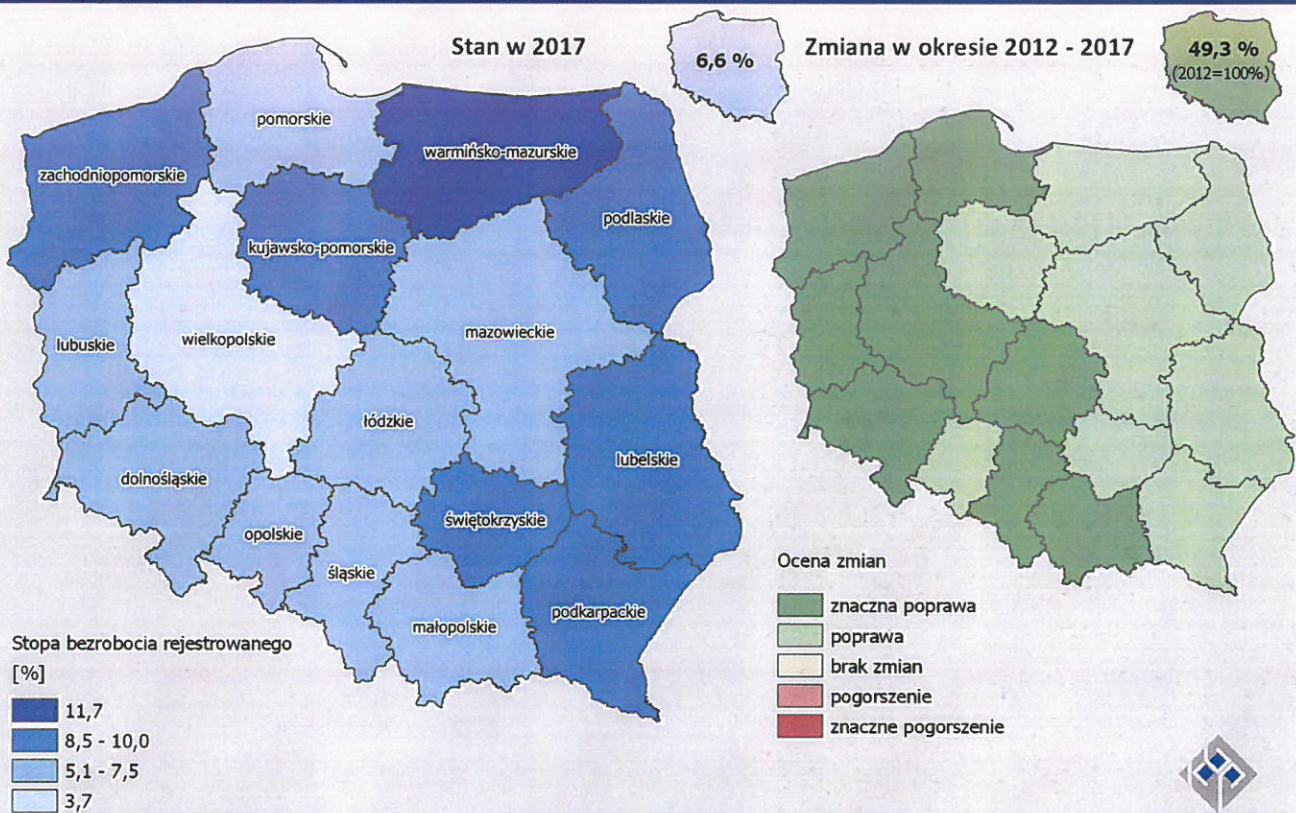 Stan w 2017
6,6 %
Zmiana w okresie 2012 - 2017
49,3 %
(2012=100%)
pomorskie
warmińsko-mazurskie
zachodniopomorskie
podlaskie
kujawsko-pomorskie
mazowieckie
wielkopolskie
lubuskie
łódzkie
lubelskie
dolnośląskie
świętokrzyskie
opolskie
śląskie
podkarpackie
małopolskie
Stopa bezrobocia rejestrowanego
[%]
11,7
8,5 - 10,0
5,1 - 7,5
3,7
Ocena zmian
znaczna poprawa
poprawa
brak zmian
pogorszenie
znaczne pogorszenie